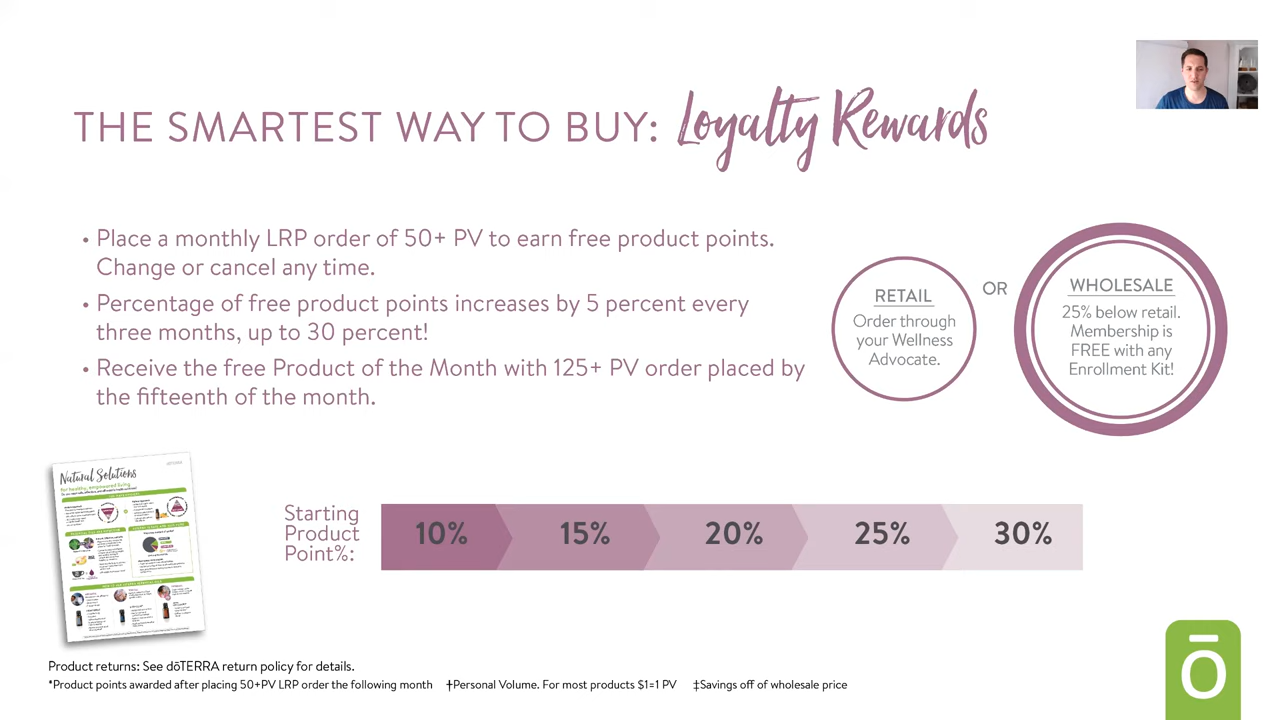 THE SMARTEST WAY TO BUY: Loyalty Rewards
• Place a monthly LRP order of 50+ PV to earn free product points.
Change or cancel any time.
• Percentage of free product points increases by 5 percent every
three months, up to 30 percent!
• Receive the free Product of the Month with 125+ PV order placed by
the fifteenth of the month.
RETAIL
Order through
your Wellness
Advocate.
OR
WHOLESALE
25% below retail.
Membership is
FREE with any
Enrollment Kit!
Natural Solutions
for healthy, empowered living.
Starting
Product
Point%:
10% 15% 20% 25% 30%
Product returns: See dōTERRA return policy for details.
*Product points awarded after placing 50+PV LRP order the following month †Personal Volume. For most products $1=1 PV ‡Savings off of wholesale price
ō